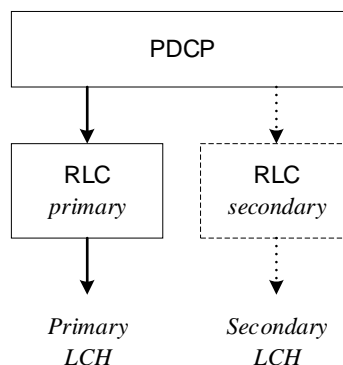 PDCP
RLC
primary
RLC
secondary
Primary
LCH
Secondary
LCH